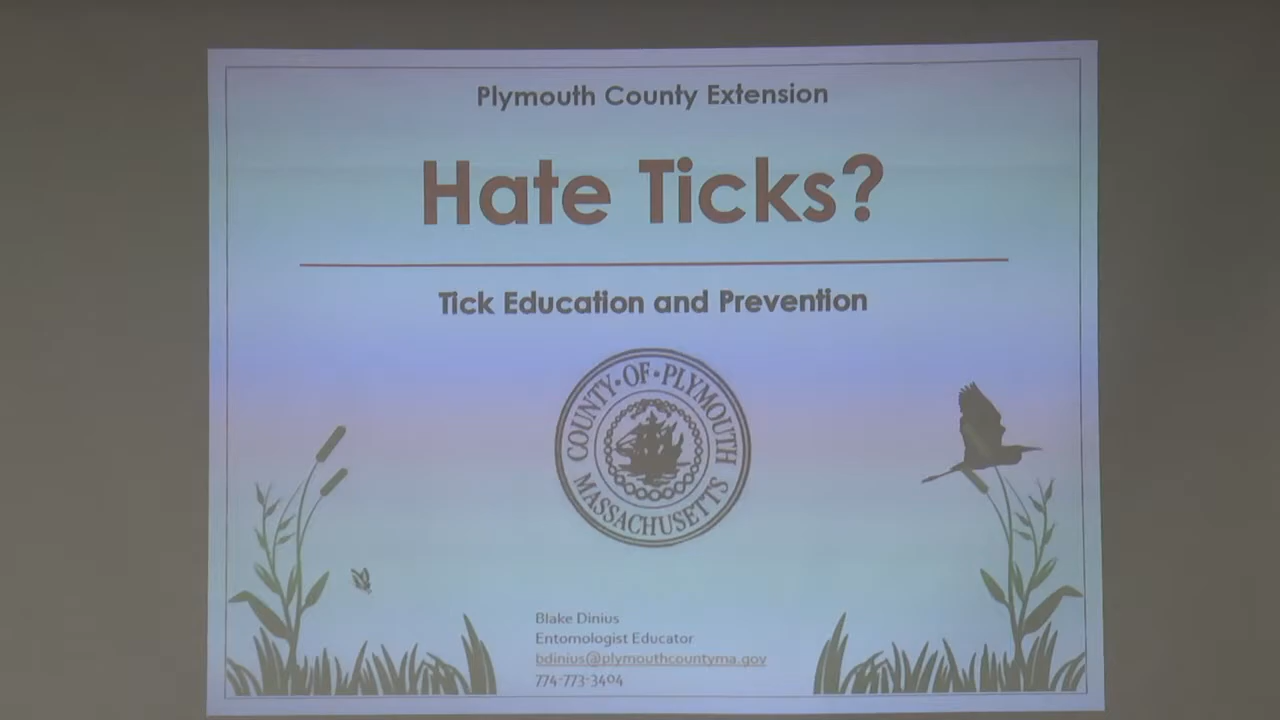 Plymouth County Extension
Hate Ticks?
Tick Education and Prevention
COUNTY·OF·PLYMOUTH
MASSACHUSETTS
Blake Dinius
Entomologist Educator
bdinius@plymouthcountyma.gov
774-773-3404